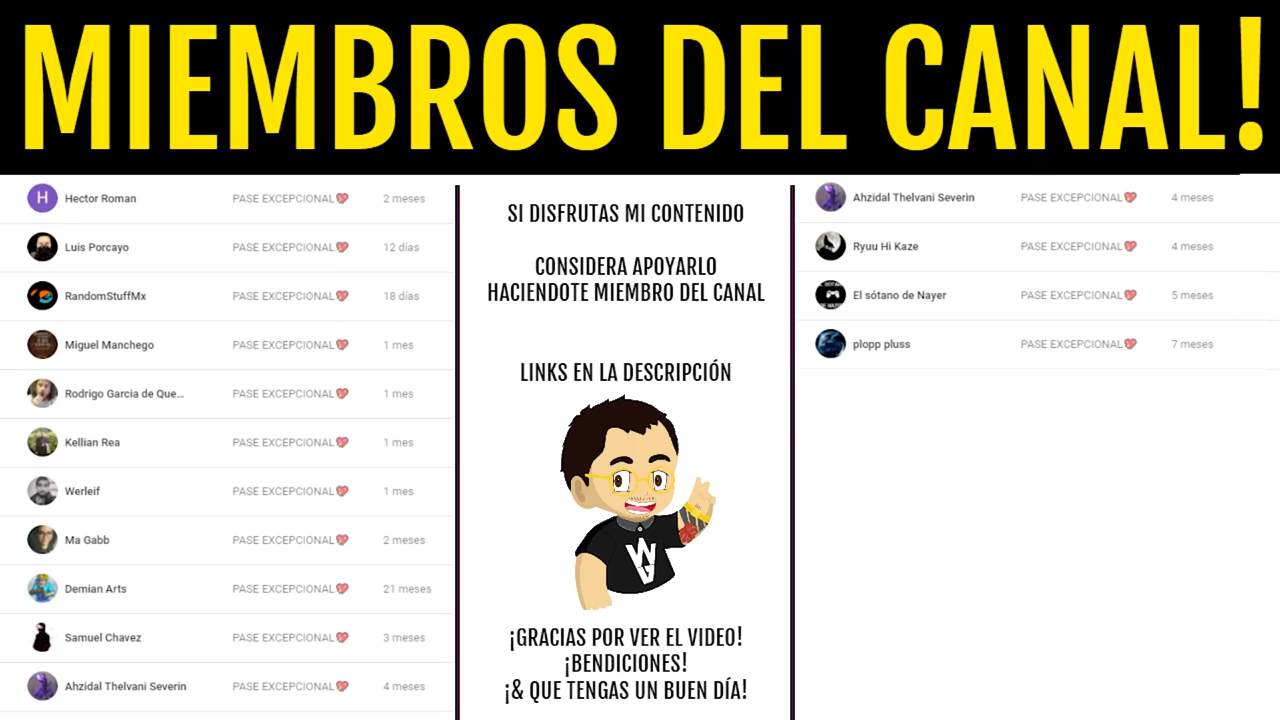 MIEMBROS DEL CANAL!
H Hector Roman PASE EXCEPCIONAL💖 2 meses
Luis Porcayo PASE EXCEPCIONAL💖 12 días
RandomStuffMx PASE EXCEPCIONAL💖 18 días
Miguel Manchego PASE EXCEPCIONAL💖 1 mes
Rodrigo Garcia de Que... PASE EXCEPCIONAL💖 1 mes
Kellian Rea PASE EXCEPCIONAL💖 1 mes
Werleif PASE EXCEPCIONAL💖 1 mes
Ma Gabb PASE EXCEPCIONAL💖 2 meses
Demian Arts PASE EXCEPCIONAL💖 21 meses
Samuel Chavez PASE EXCEPCIONAL💖 3 meses
Ahzidal Thelvani Severin PASE EXCEPCIONAL💖 4 meses
SI DISFRUTAS MI CONTENIDO
CONSIDERA APOYARLO
HACIENDOTE MIEMBRO DEL CANAL
LINKS EN LA DESCRIPCIÓN
¡GRACIAS POR VER EL VIDEO!
¡BENDICIONES!
¡& QUE TENGAS UN BUEN DÍA!
Ahzidal Thelvani Severin PASE EXCEPCIONAL💖 4 meses
Ryuu Hi Kaze PASE EXCEPCIONAL💖 4 meses
El sótano de Nayer PASE EXCEPCIONAL💖 5 meses
plopp pluss PASE EXCEPCIONAL💖 7 meses